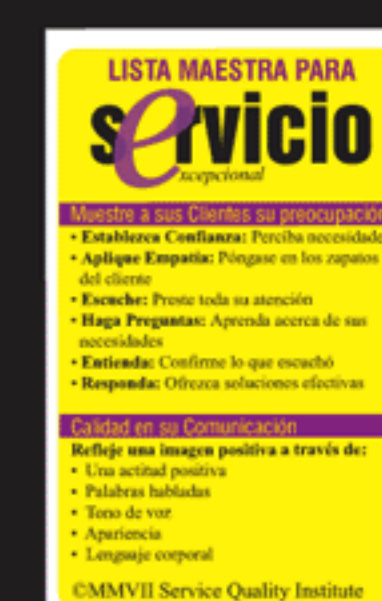 LISTA MAESTRA PARA
servicio
excepcional
Muestre a sus Clientes su preocupación
• Establezca Confianza: Perciba necesidade
• Aplique Empatía: Póngase en los zapatos
del cliente
• Escuche: Preste toda su atención
• Haga Preguntas: Aprenda acerca de sus
necesidades
• Entienda: Confirme lo que escuchó
• Responda: Ofrezca soluciones efectivas
Calidad en su Comunicación
Refleje una imagen positiva a través de:
• Una actitud positiva
• Palabras habladas
• Tono de voz
• Apariencia
• Lenguaje corporal
©MMVII Service Quality Institute